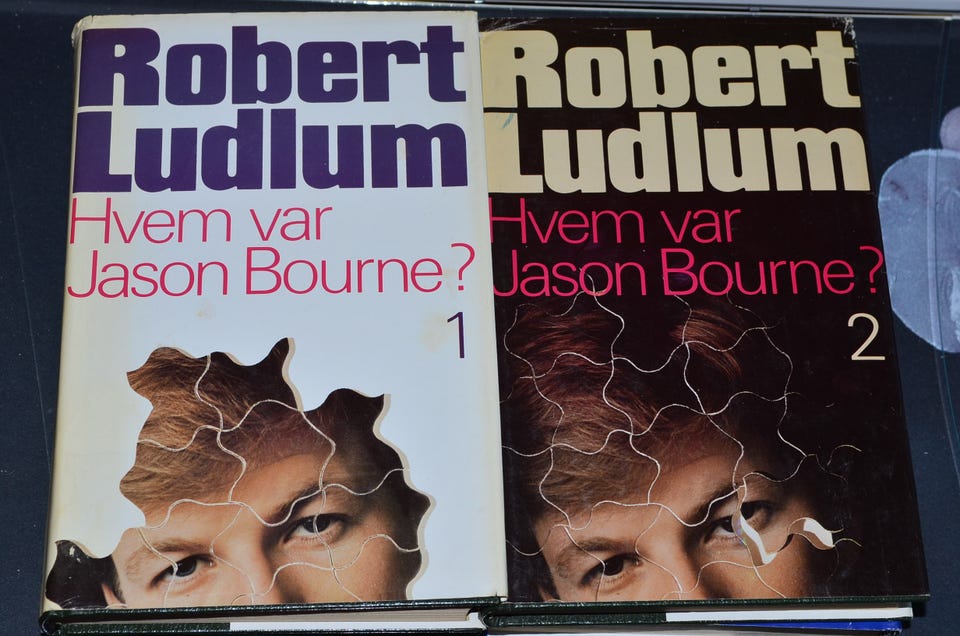 Robert
Ludlum
Hvem var
Jason Bourne?
1
Robert
Ludlum
Hvem var
Jason Bourne?
2